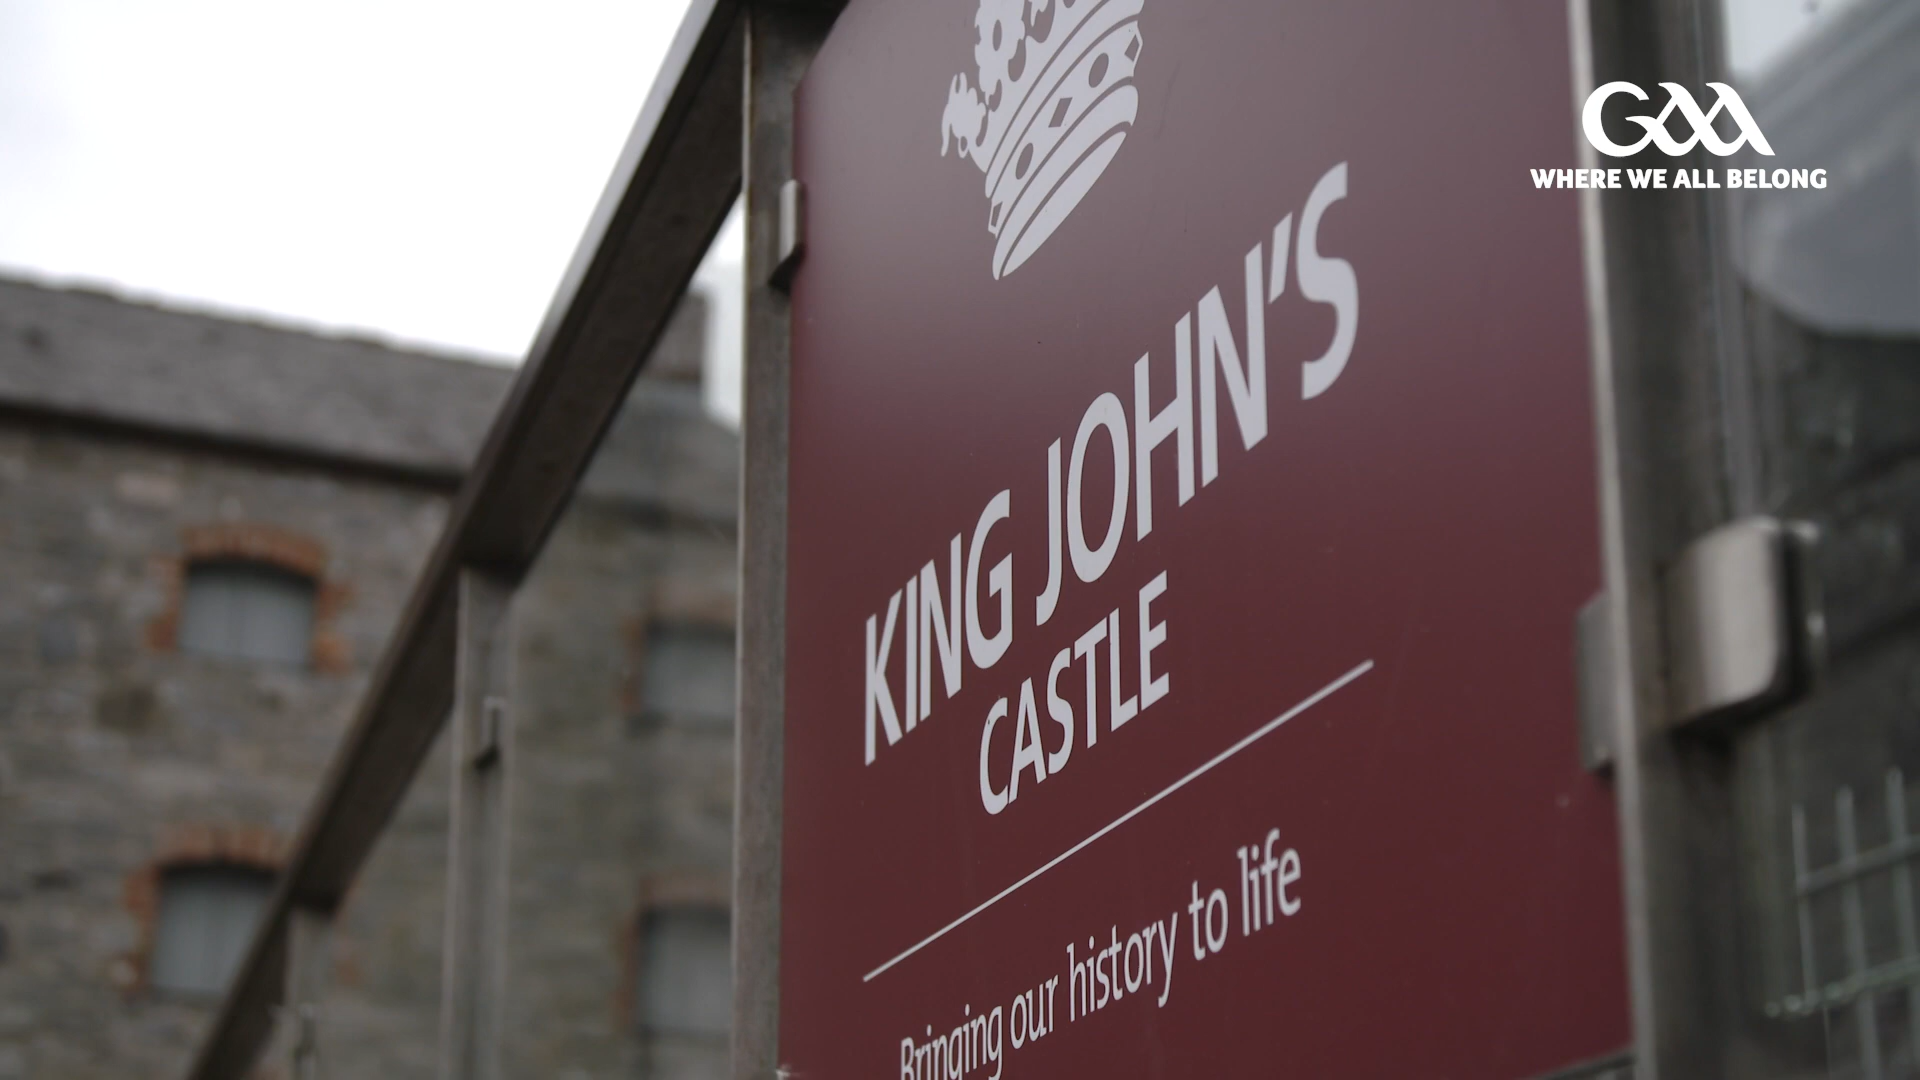 GAA
WHERE WE ALL BELONG
KING JOHN'S
CASTLE
Bringing our history to life